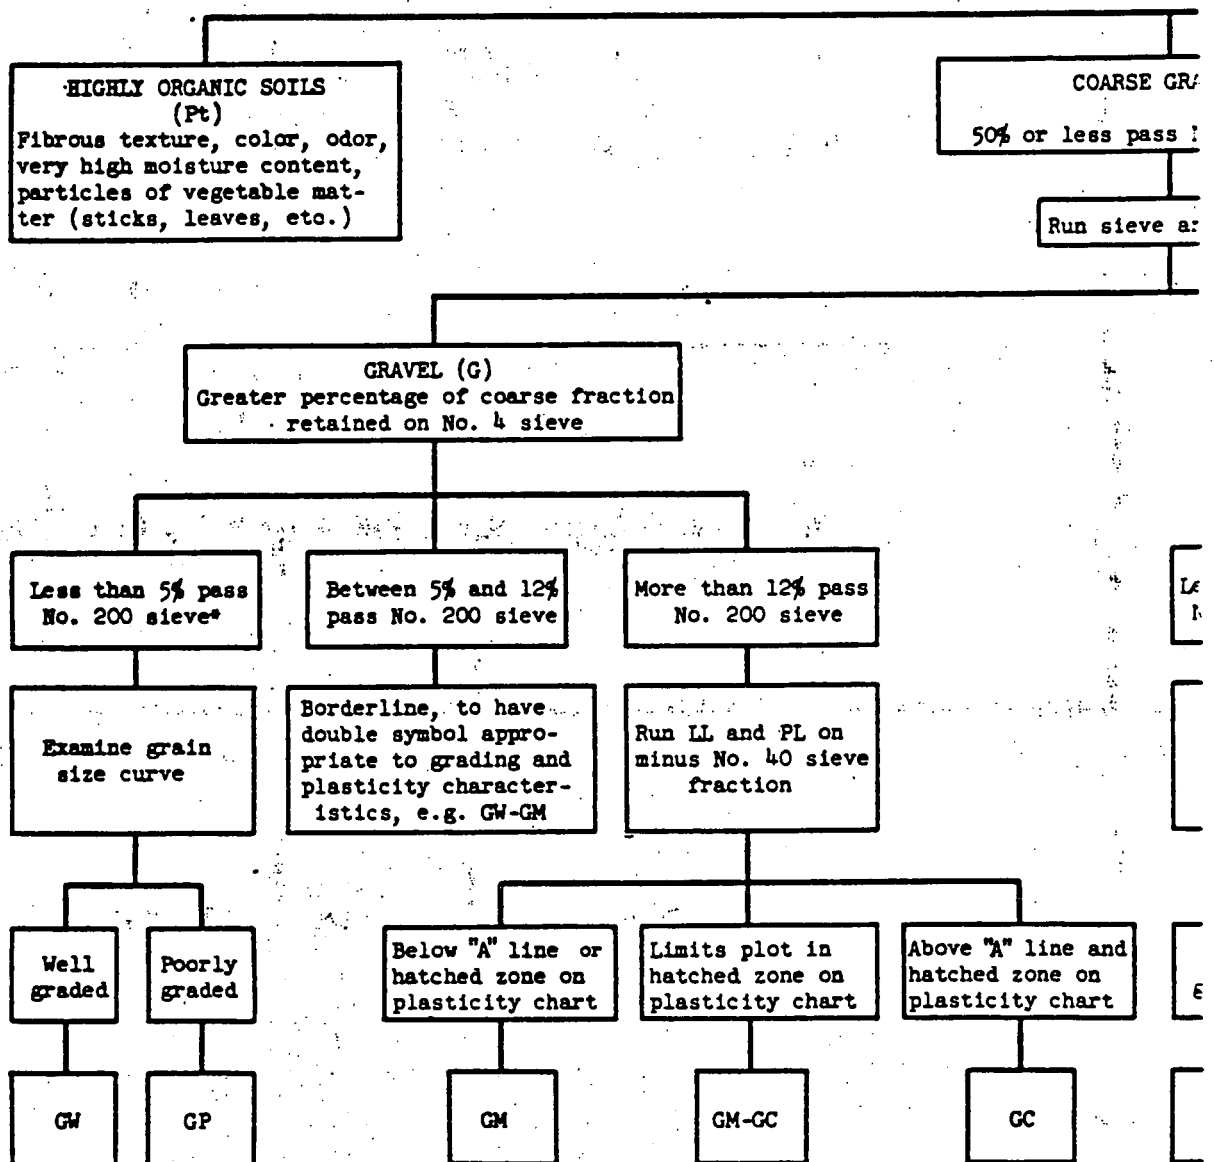 HIGHLY ORGANIC SOILS
(Pt)
Fibrous texture, color, odor,
very high moisture content,
particles of vegetable mat-
ter (sticks, leaves, etc.)
COARSE GRA
50% or less pass
Run sieve a
GRAVEL (G)
Greater percentage of coarse fraction
retained on No. 4 sieve
Less than 5% pass
No. 200 sieve*
Between 5% and 12%
pass No. 200 sieve
More than 12% pass
No. 200 sieve
Le
Examine grain
size curve
Borderline, to have
double symbol appro-
priate to grading and
plasticity character-
istics, e.g. GW-GM
Run LL and PL on
minus No. 40 sieve
fraction
Well
graded
Poorly
graded
Below "A" line or
hatched zone on
plasticity chart
Limits plot in
hatched zone on
plasticity chart
Above "A" line and
hatched zone on
plasticity chart
GW
GP
GM
GM-GC
GC